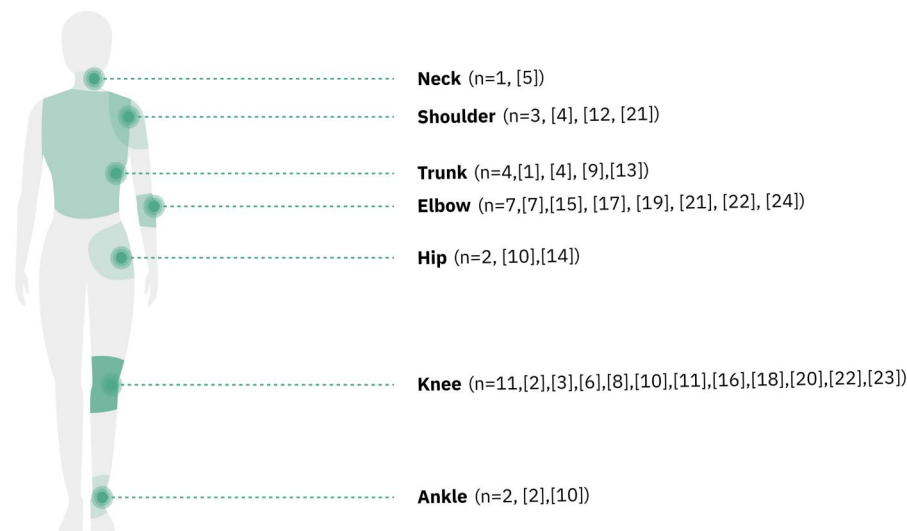 Neck (n=1, [5])
Shoulder (n=3, [4], [12, [21])
Trunk (n=4,[1], [4], [9],[13])
Elbow (n=7,[7],[15], [17], [19], [21], [22], [24])
Hip (n=2, [10],[14])
Knee (n=11,[2],[3],[6],[8],[10],[11],[16],[18],[20],[22],[23])
Ankle (n=2, [2],[10])